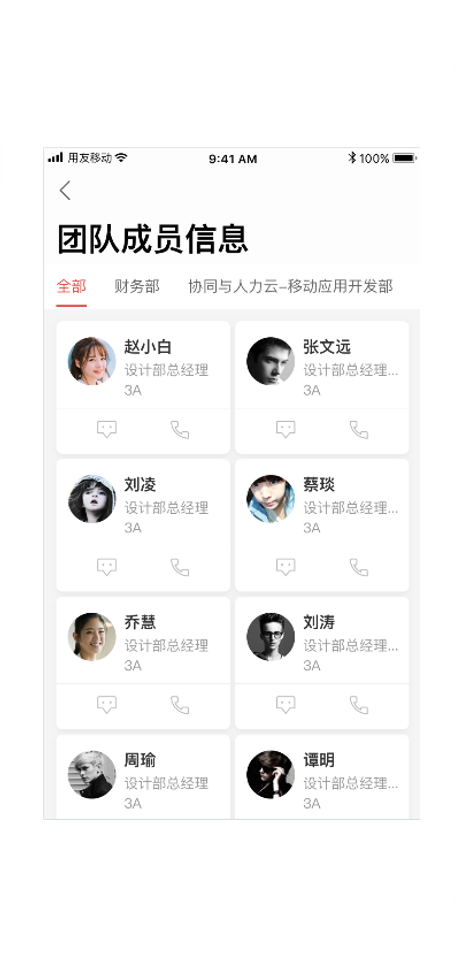 用友移动 9:41 AM 100%
团队成员信息
全部 财务部 协同与人力云-移动应用开发部
赵小白
设计部总经理
3A
张文远
设计部总经理...
3A
刘凌
设计部总经理
3A
蔡琰
设计部总经理...
3A
乔慧
设计部总经理
3A
刘涛
设计部总经理...
3A
周瑜
设计部总经理
3A
谭明
设计部总经理...
3A